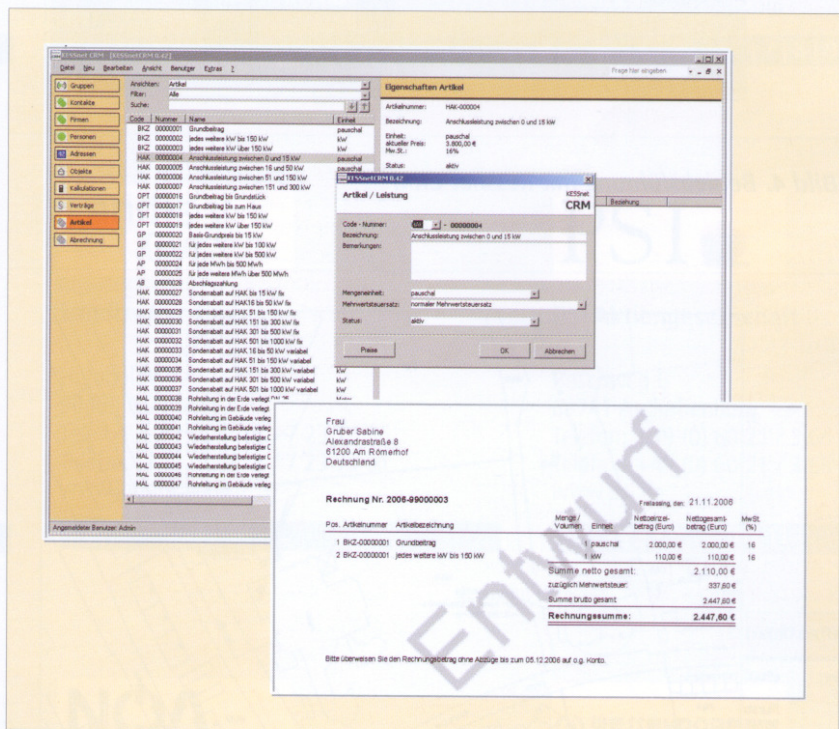 KESSnet CRM - [KESSnetCRM 0.62]
Datei Neu Bearbeiten Ansicht Benutzer Extras ?
Frage hier eingeben
Gruppen
Kontakte
Firmen
Personen
Adressen
Objekte
Kalkulationen
Verträge
Artikel
Abrechnung
Ansichten: Artikel
Filter: Alle
Suche:
Code Nummer Name Einheit
BKZ 00000001 Grundbeitrag pauschal
BKZ 00000002 jedes weitere kW bis 150 kW kW
BKZ 00000003 jedes weitere kW über 150 kW kW
HAK 00000004 Anschlussleistung zwischen 0 und 15 kW pauschal
HAK 00000005 Anschlussleistung zwischen 16 und 50 kW pauschal
HAK 00000006 Anschlussleistung zwischen 51 und 150 kW
HAK 00000007 Anschlussleistung zwischen 151 und 300 kW
OPT 00000016 Grundbeitrag bis Grundstück
OPT 00000017 Grundbeitrag bis zum Haus
OPT 00000018 jedes weitere kW bis 150 kW
OPT 00000019 jedes weitere kW über 150 kW
GP 00000020 Basis-Grundpreis bis 15 kW
GP 00000021 für jedes weitere kW bis 100 kW
GP 00000022 für jedes weitere kW bis 500 kW
AP 00000024 für jede MWh bis 500 MWh
AP 00000025 für jede weitere MWh über 500 MWh
AB 00000026 Abschlagszahlung
HAK 00000027 Sonderrabatt auf HAK bis 15 kW fix
HAK 00000028 Sonderrabatt auf HAK16 bis 50 kW fix
HAK 00000029 Sonderrabatt auf HAK 51 bis 150 kW fix
HAK 00000030 Sonderrabatt auf HAK 151 bis 300 kW fix
HAK 00000031 Sonderrabatt auf HAK 301 bis 500 kW fix
HAK 00000032 Sonderrabatt auf HAK 501 bis 1000 kW fix
HAK 00000033 Sonderrabatt auf HAK 16 bis 50 kW variabel
HAK 00000034 Sonderrabatt auf HAK 51 bis 150 kW variabel
HAK 00000035 Sonderrabatt auf HAK 151 bis 300 kW variabel kW
HAK 00000036 Sonderrabatt auf HAK 301 bis 500 kW variabel kW
HAK 00000037 Sonderrabatt auf HAK 501 bis 1000 kW variabel kW
MAL 00000038 Rohrleitung in der Erde verlegt DN 25 Meter
MAL 00000039 Rohrleitung in der Erde verlegt
MAL 00000040 Rohrleitung im Gebäude verleg
MAL 00000041 Rohrleitung im Gebäude verleg
MAL 00000042 Wiederherstellung befestigter C
MAL 00000043 Wiederherstellung befestigter C
MAL 00000044 Wiederherstellung befestigter C
MAL 00000045 Wiederherstellung befestigter C
MAL 00000046 Rohrleitung in der Erde verlegt
MAL 00000047 Rohrleitung im Gebäude verleg
Angemeldeter Benutzer: Admin
Eigenschaften Artikel
Artikelnummer: HAK-000004
Bezeichnung: Anschlussleistung zwischen 0 und 15 kW
Einheit: pauschal
aktueller Preis: 3.800,00 €
Mw.St.: 16%
Status: aktiv
Beziehung
KESSnetCRM 0.62
Artikel / Leistung
KESSnet
CRM
Code - Nummer: HAK - 00000004
Bezeichnung: Anschlussleistung zwischen 0 und 15 kW
Bemerkungen:
Mengeneinheit: pauschal
Mehrwertsteuersatz: normaler Mehrwertsteuersatz
Status: aktiv
Preise OK Abbrechen
Frau
Gruber Sabine
Alexandrastraße 8
61200 Am Römerhof
Deutschland
Rechnung Nr. 2006-99000003
Freilassing, den 21.11.2006
Pos. Artikelnummer Artikelbezeichnung Menge / Volumen Einheit Nettoeinzelbetrag (Euro) Nettogesamtbetrag (Euro) MwSt. (%)
1 BKZ-00000001 Grundbeitrag 1 pauschal 2.000,00 € 2.000,00 € 16
2 BKZ-00000001 jedes weitere kW bis 150 kW 1 kW 110,00 € 110,00 € 16
Summe netto gesamt: 2.110,00 €
zuzüglich Mehrwertsteuer: 337,60 €
Summe brutto gesamt: 2.447,60 €
Rechnungssumme: 2.447,60 €
Entwurf
Bitte überweisen Sie den Rechnungsbetrag ohne Abzüge bis zum 05.12.2006 auf o.g. Konto.